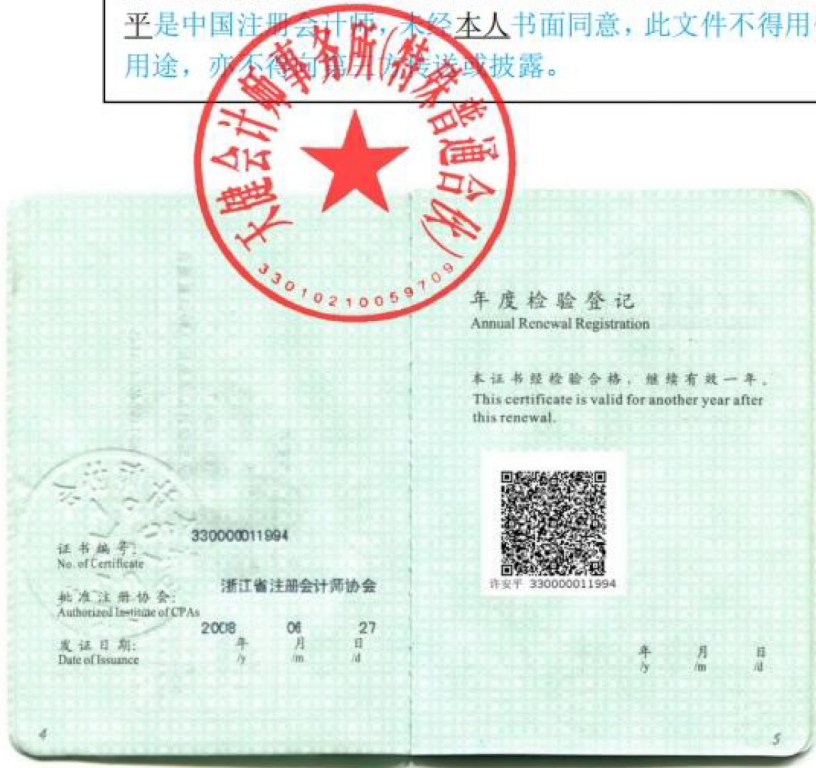 平是中国注册会计师，未经本人书面同意，此文件不得用
用途，亦不得向第三方传送或披露。
天健会计师事务所(特殊普通合伙)
33010210059709
年度检验登记
Annual Renewal Registration
本证书经检验合格，继续有效一年。
This certificate is valid for another year after
this renewal.
许安平 330000011994
年 月 日
/y /m /d
5
330000011994
证书编号:
No. of Certificate
浙江省注册会计师协会
批准注册协会:
Authorized Institute of CPAs
2008 06 27
发证日期: 年 月 日
Date of Issuance /y /m /d
4